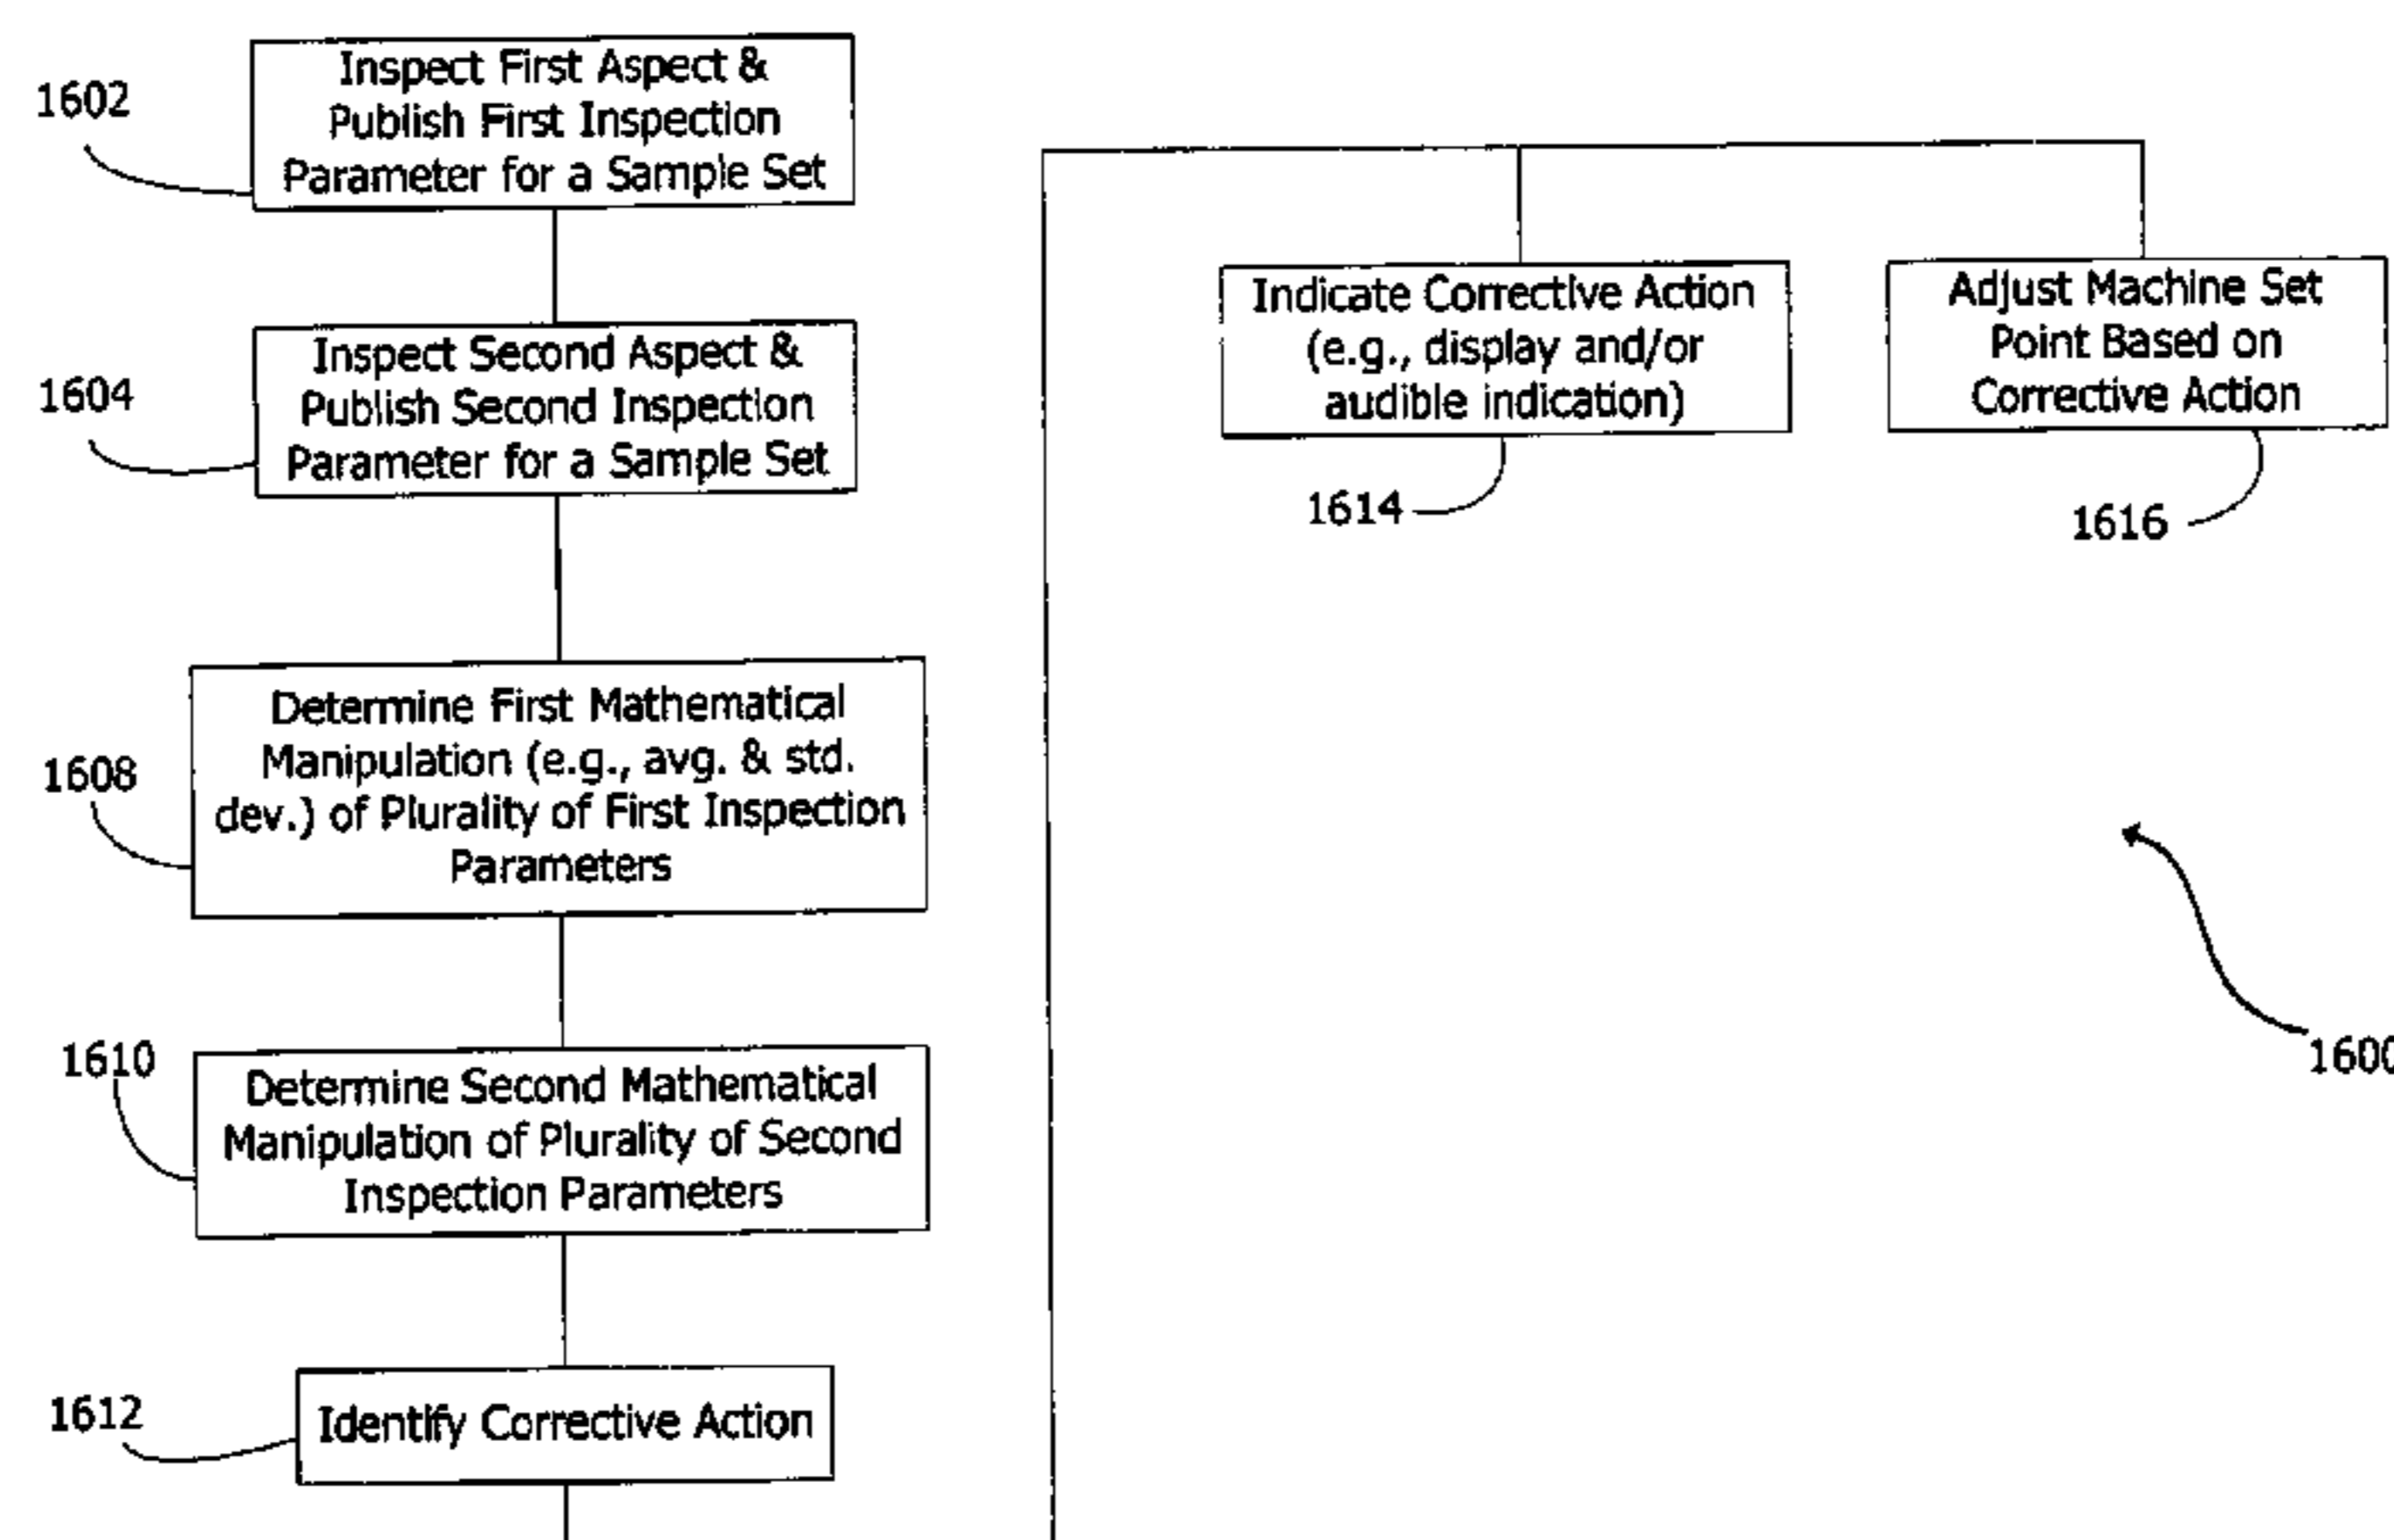 1602
Inspect First Aspect &
Publish First Inspection
Parameter for a Sample Set
1604
Inspect Second Aspect &
Publish Second Inspection
Parameter for a Sample Set
1608
Determine First Mathematical
Manipulation (e.g., avg. & std.
dev.) of Plurality of First Inspection
Parameters
1610
Determine Second Mathematical
Manipulation of Plurality of Second
Inspection Parameters
1612
Identify Corrective Action
Indicate Corrective Action
(e.g., display and/or
audible indication)
1614
Adjust Machine Set
Point Based on
Corrective Action
1616
1600